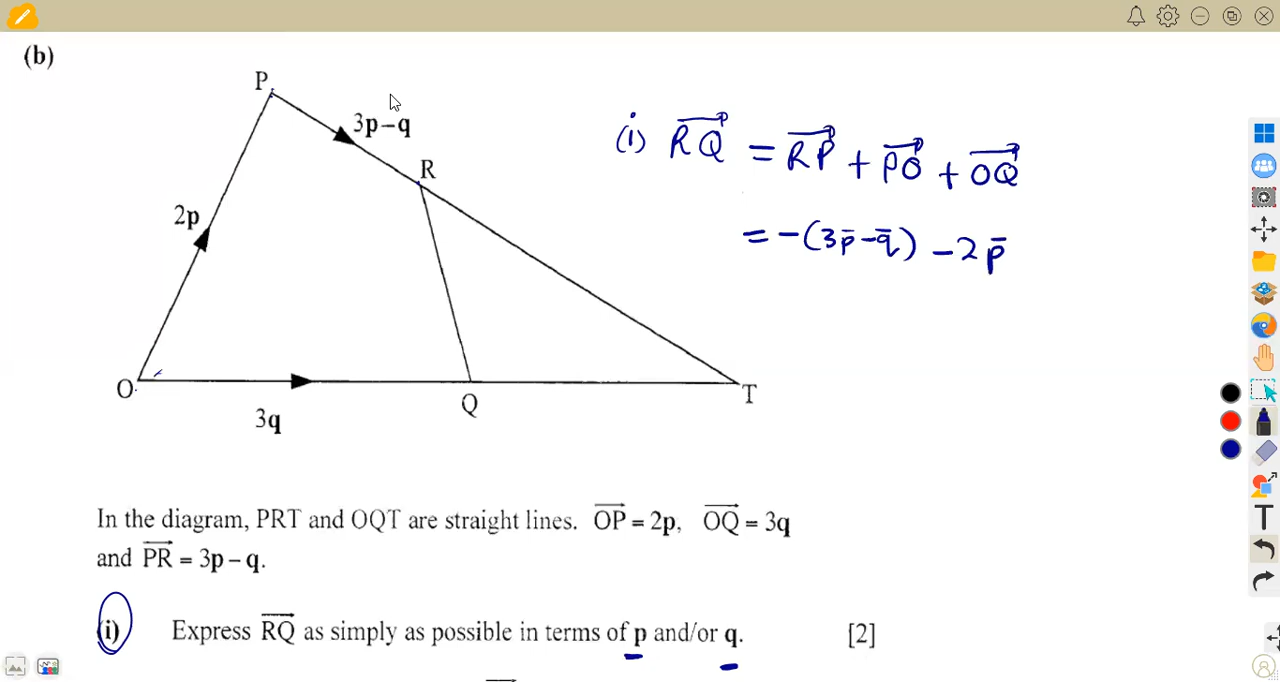 (b)
P
3p–q
R
2p
O
3q
Q
T
(i) RQ = RP + PO + OQ
= -(3p-q) - 2p
In the diagram, PRT and OQT are straight lines. OP = 2p, OQ = 3q
and PR = 3p – q.
(i) Express RQ as simply as possible in terms of p and/or q. [2]
T